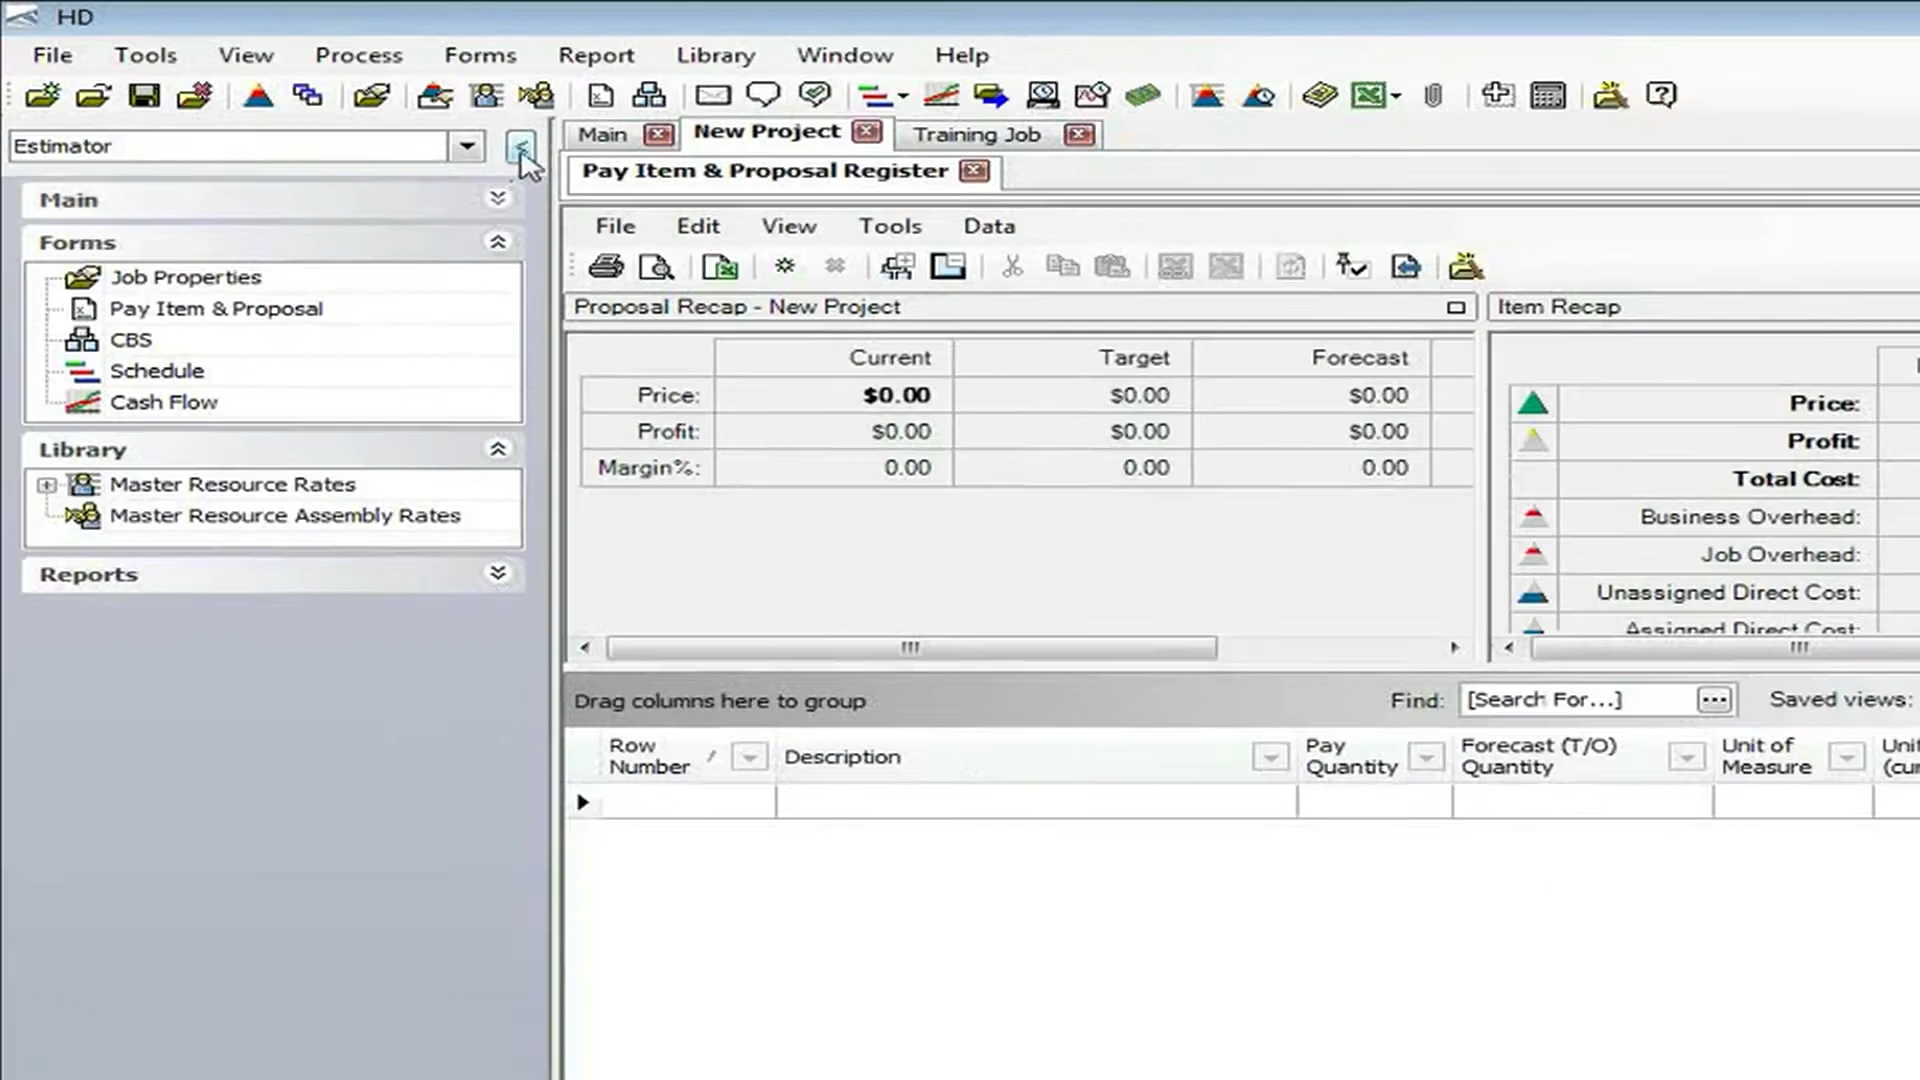 HD
File Tools View Process Forms Report Library Window Help
Estimator
Main
Forms
Job Properties
Pay Item & Proposal
CBS
Schedule
Cash Flow
Library
Master Resource Rates
Master Resource Assembly Rates
Reports
Main New Project Training Job
Pay Item & Proposal Register
File Edit View Tools Data
Proposal Recap - New Project
Current Target Forecast
Price: $0.00 $0.00 $0.00
Profit: $0.00 $0.00 $0.00
Margin%: 0.00 0.00 0.00
Item Recap
Price:
Profit:
Total Cost:
Business Overhead:
Job Overhead:
Unassigned Direct Cost:
Assigned Direct Cost:
Drag columns here to group Find: [Search For...] Saved views:
Row Number Description Pay Quantity Forecast (T/O) Quantity Unit of Measure